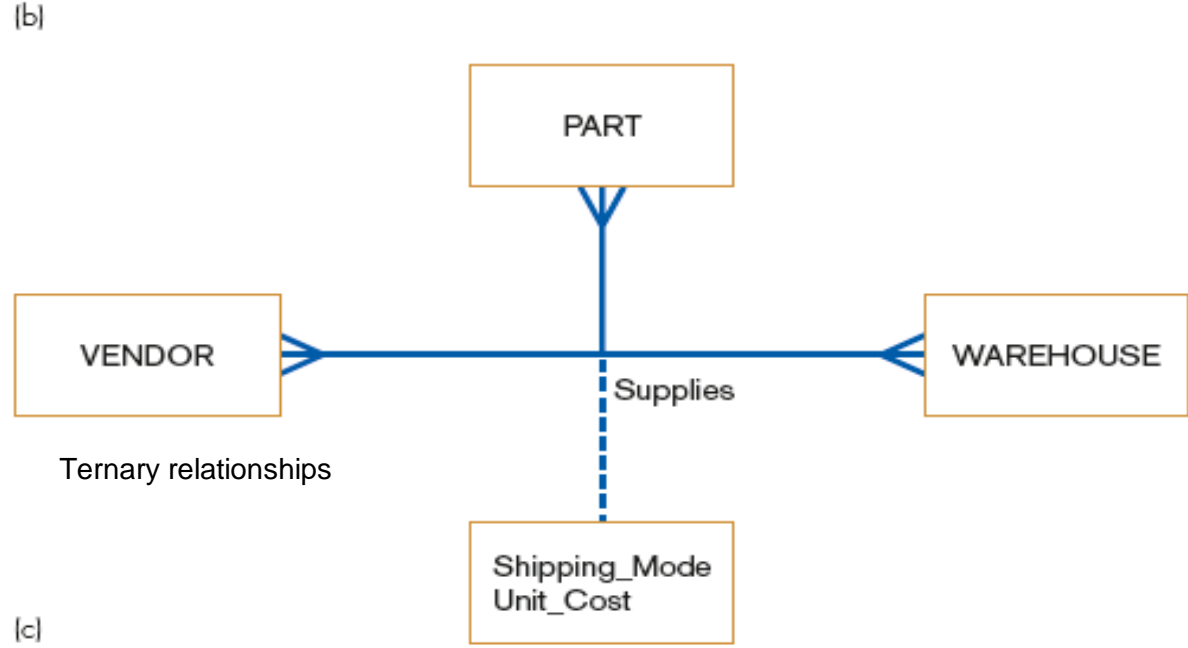 (b)
PART
VENDOR
WAREHOUSE
Supplies
Ternary relationships
Shipping_Mode
Unit_Cost
(c)